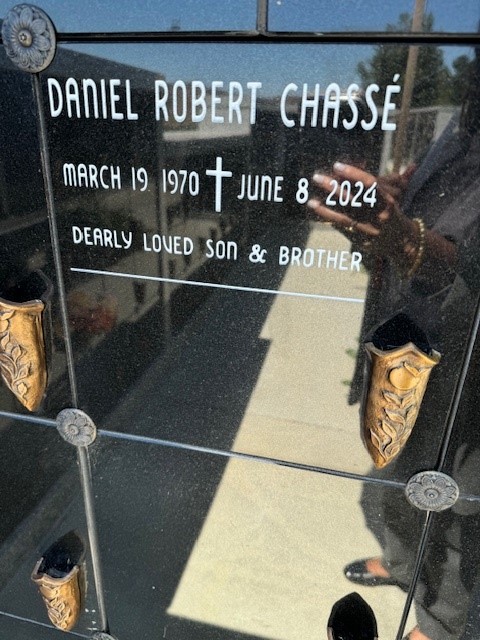 DANIEL ROBERT CHASSÉ
MARCH 19 1970 JUNE 8 2024
DEARLY LOVED SON & BROTHER